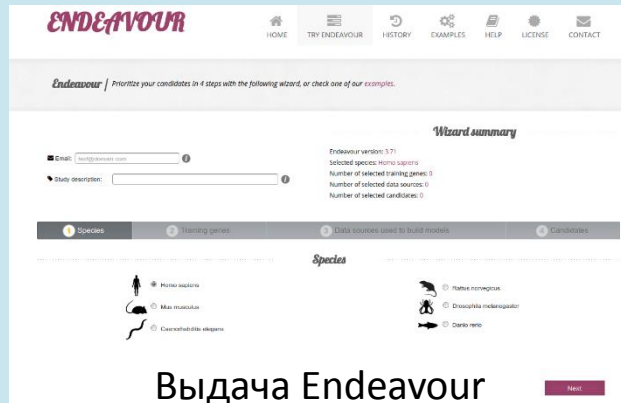 ENDEAVOUR
HOME TRY ENDEAVOUR HISTORY EXAMPLES HELP LICENSE CONTACT
Endeavour | Prioritize your candidates in 4 steps with the following wizard, or check one of our examples.
Wizard summary
Email:
Study description:
Endeavour version: 3.71
Selected species: Homo sapiens
Number of selected training genes: 0
Number of selected data sources: 0
Number of selected candidates: 0
1 Species 2 Training genes 3 Data sources used to build models 4 Candidates
Species
Homo sapiens
Mus musculus
Caenorhabditis elegans
Rattus norvegicus
Drosophila melanogaster
Danio rerio
Выдача Endeavour
Next